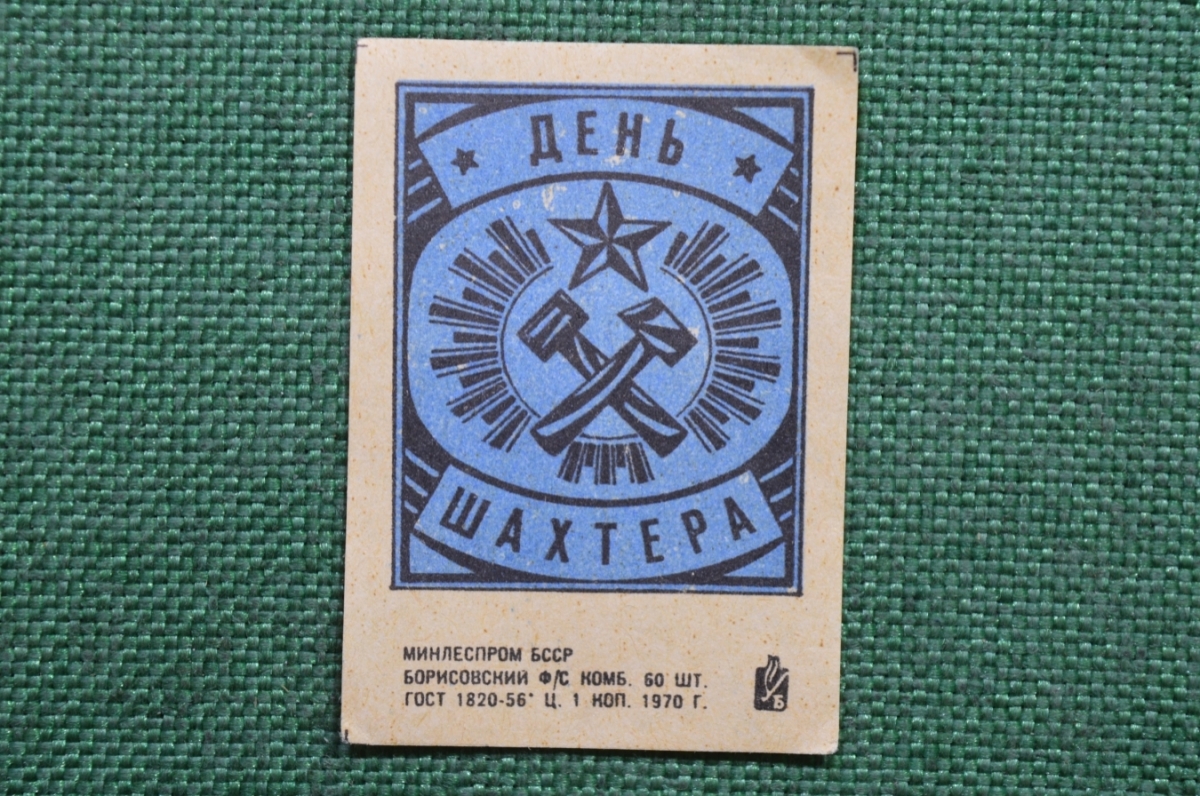 ДЕНЬ
ШАХТЕРА
МИНЛЕСПРОМ БССР
БОРИСОВСКИЙ Ф/С КОМБ. 60 ШТ.
ГОСТ 1820-56* Ц. 1 КОП. 1970 Г.
Б